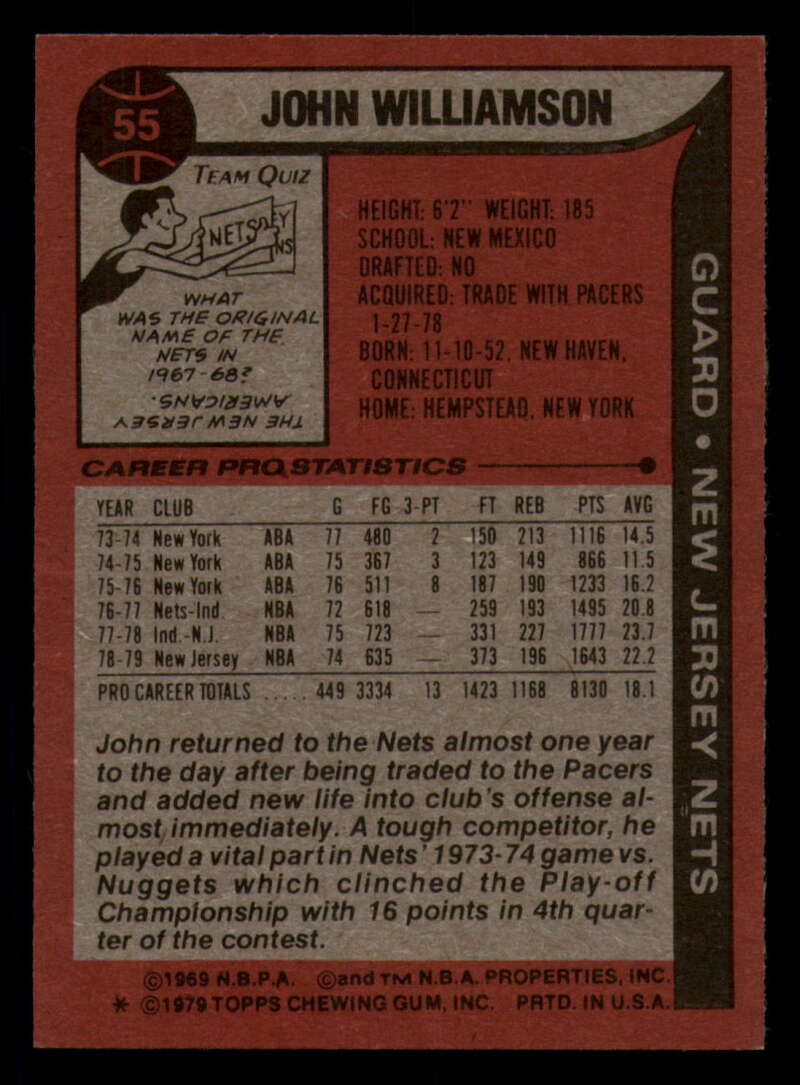 55
JOHN WILLIAMSON
TEAM QUIZ
NETS
WHAT
WAS THE ORIGINAL
NAME OF THE
NETS IN
1967-68?
THE NEW JERSEY
AMERICANS.
HEIGHT: 6'2" WEIGHT: 185
SCHOOL: NEW MEXICO
DRAFTED: NO
ACQUIRED: TRADE WITH PACERS
1-27-78
BORN: 11-10-52, NEW HAVEN,
CONNECTICUT
HOME: HEMPSTEAD, NEW YORK
GUARD • NEW JERSEY NETS
CAREER PRO STATISTICS
YEAR CLUB G FG 3-PT FT REB PTS AVG
73-74 New York ABA 77 480 2 150 213 1116 14.5
74-75 New York ABA 75 367 3 123 149 866 11.5
75-76 New York ABA 76 511 8 187 190 1233 16.2
76-77 Nets-Ind. NBA 72 618 — 259 193 1495 20.8
77-78 Ind.-N.J. NBA 75 723 — 331 227 1777 23.7
78-79 New Jersey NBA 74 635 — 373 196 1643 22.2
PRO CAREER TOTALS ..... 449 3334 13 1423 1168 8130 18.1
John returned to the Nets almost one year
to the day after being traded to the Pacers
and added new life into club's offense al-
most immediately. A tough competitor, he
played a vital part in Nets' 1973-74 game vs.
Nuggets which clinched the Play-off
Championship with 16 points in 4th quar-
ter of the contest.
©1969 N.B.P.A. ©and TM N.B.A. PROPERTIES, INC.
* ©1979 TOPPS CHEWING GUM, INC. PRTD. IN U.S.A.